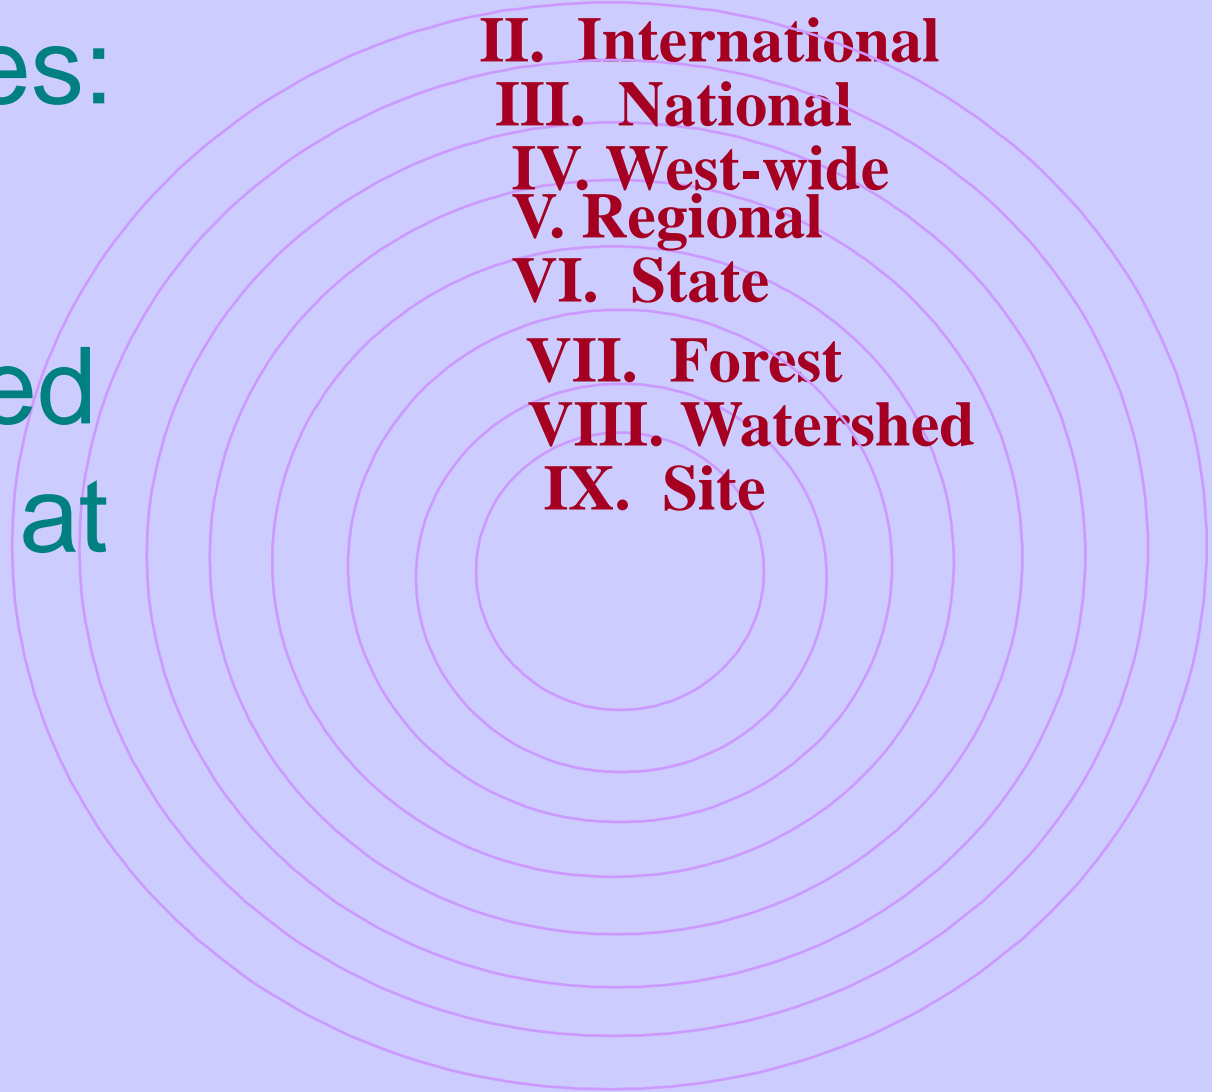 es:
ed
at
II. International
III. National
IV. West-wide
V. Regional
VI. State
VII. Forest
VIII. Watershed
IX. Site